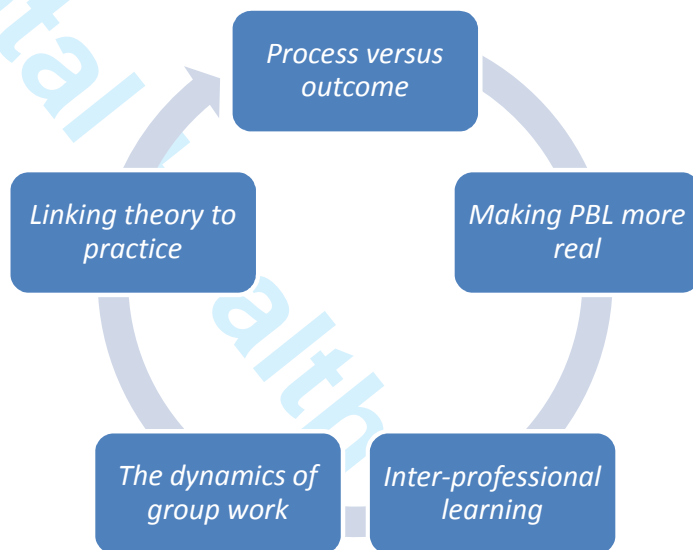 Process versus
outcome
Making PBL more
real
Inter-professional
learning
The dynamics of
group work
Linking theory to
practice